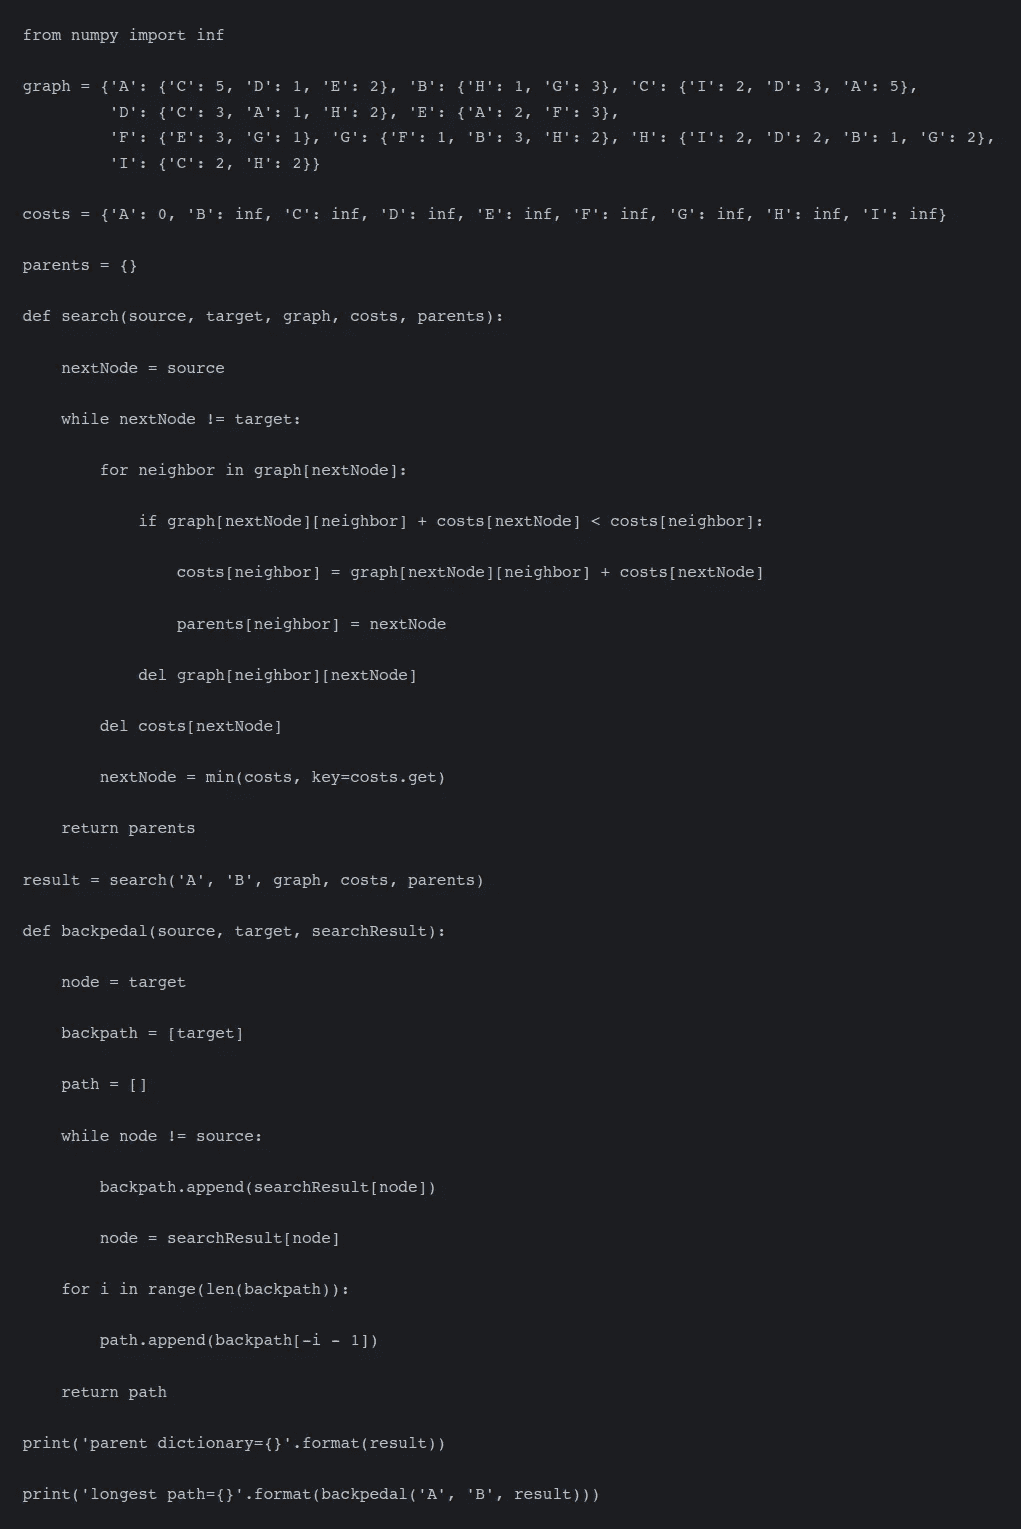 from numpy import inf
graph = {'A': {'C': 5, 'D': 1, 'E': 2}, 'B': {'H': 1, 'G': 3}, 'C': {'I': 2, 'D': 3, 'A': 5},
         'D': {'C': 3, 'A': 1, 'H': 2}, 'E': {'A': 2, 'F': 3},
         'F': {'E': 3, 'G': 1}, 'G': {'F': 1, 'B': 3, 'H': 2}, 'H': {'I': 2, 'D': 2, 'B': 1, 'G': 2},
         'I': {'C': 2, 'H': 2}}
costs = {'A': 0, 'B': inf, 'C': inf, 'D': inf, 'E': inf, 'F': inf, 'G': inf, 'H': inf, 'I': inf}
parents = {}
def search(source, target, graph, costs, parents):
    nextNode = source
    while nextNode != target:
        for neighbor in graph[nextNode]:
            if graph[nextNode][neighbor] + costs[nextNode] < costs[neighbor]:
                costs[neighbor] = graph[nextNode][neighbor] + costs[nextNode]
                parents[neighbor] = nextNode
            del graph[neighbor][nextNode]
        del costs[nextNode]
        nextNode = min(costs, key=costs.get)
    return parents
result = search('A', 'B', graph, costs, parents)
def backpedal(source, target, searchResult):
    node = target
    backpath = [target]
    path = []
    while node != source:
        backpath.append(searchResult[node])
        node = searchResult[node]
    for i in range(len(backpath)):
        path.append(backpath[-i - 1])
    return path
print('parent dictionary={}'.format(result))
print('longest path={}'.format(backpedal('A', 'B', result)))